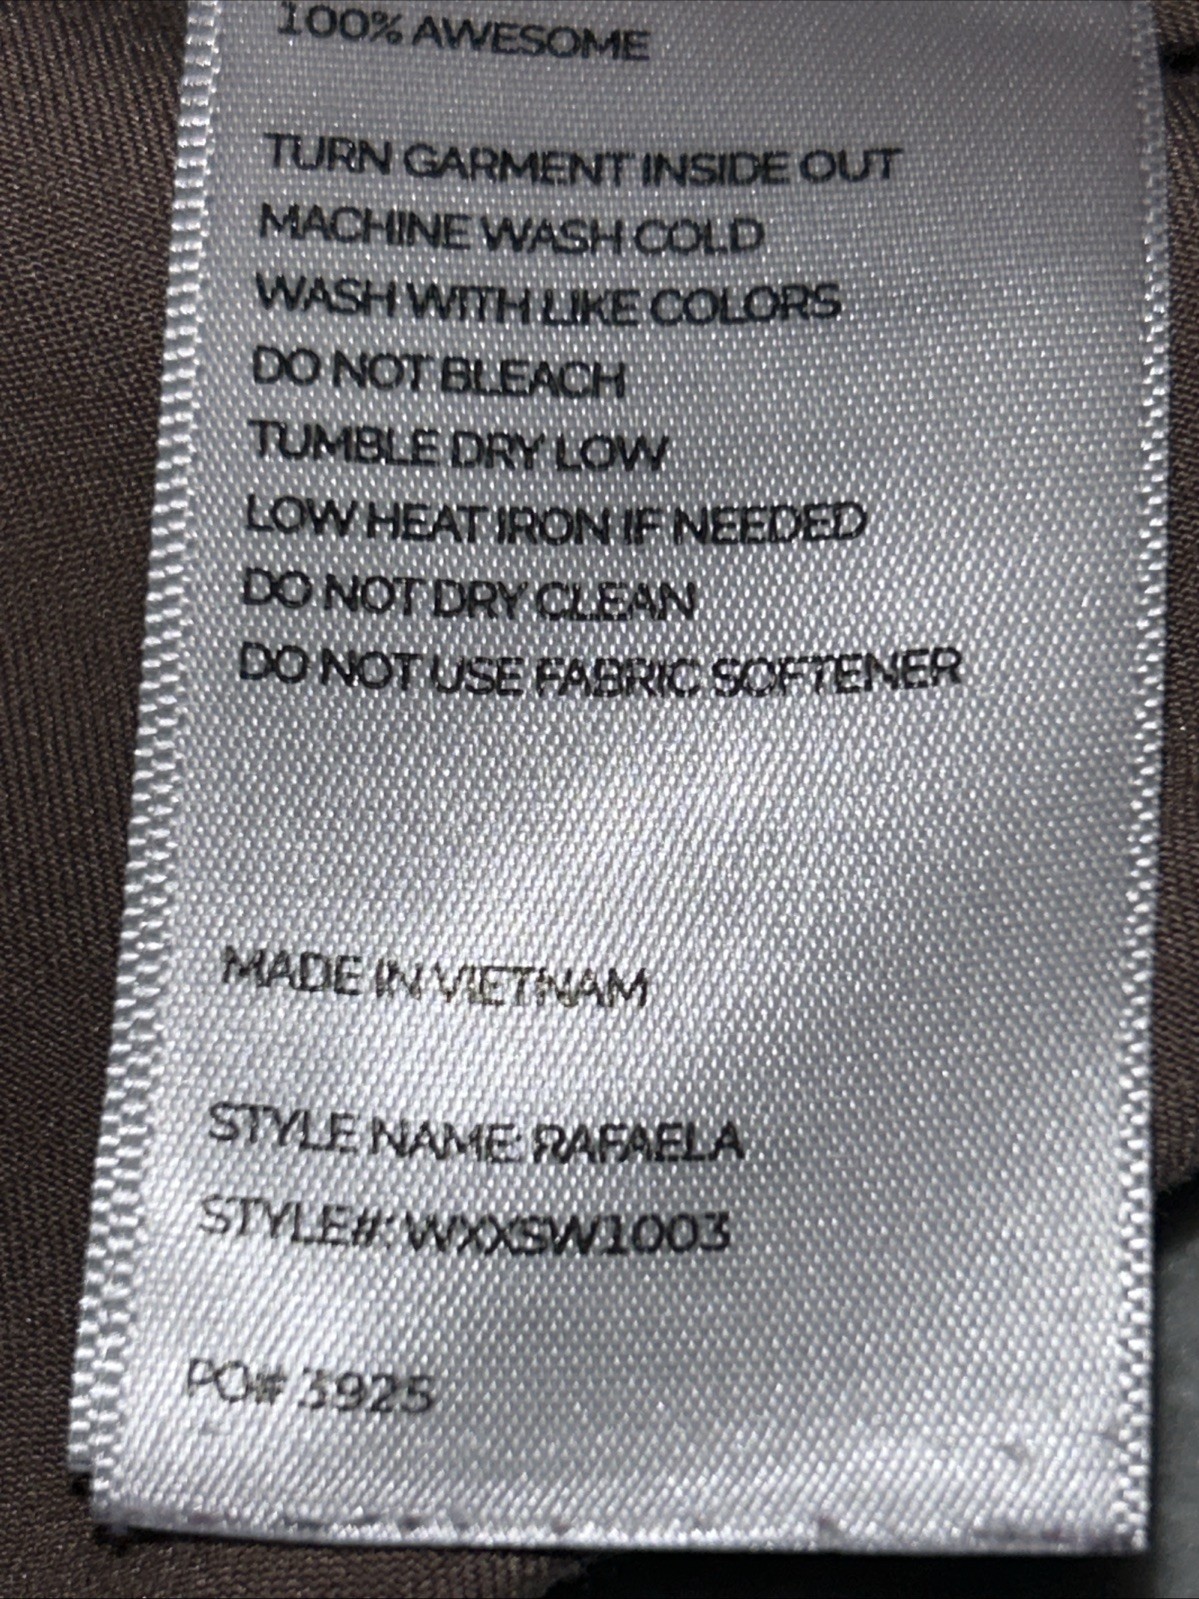 100% AWESOME
TURN GARMENT INSIDE OUT
MACHINE WASH COLD
WASH WITH LIKE COLORS
DO NOT BLEACH
TUMBLE DRY LOW
LOW HEAT IRON IF NEEDED
DO NOT DRY CLEAN
DO NOT USE FABRIC SOFTENER
MADE IN VIETNAM
STYLE NAME: RAFAELA
STYLE#: WXXSW1003
PO# 3925